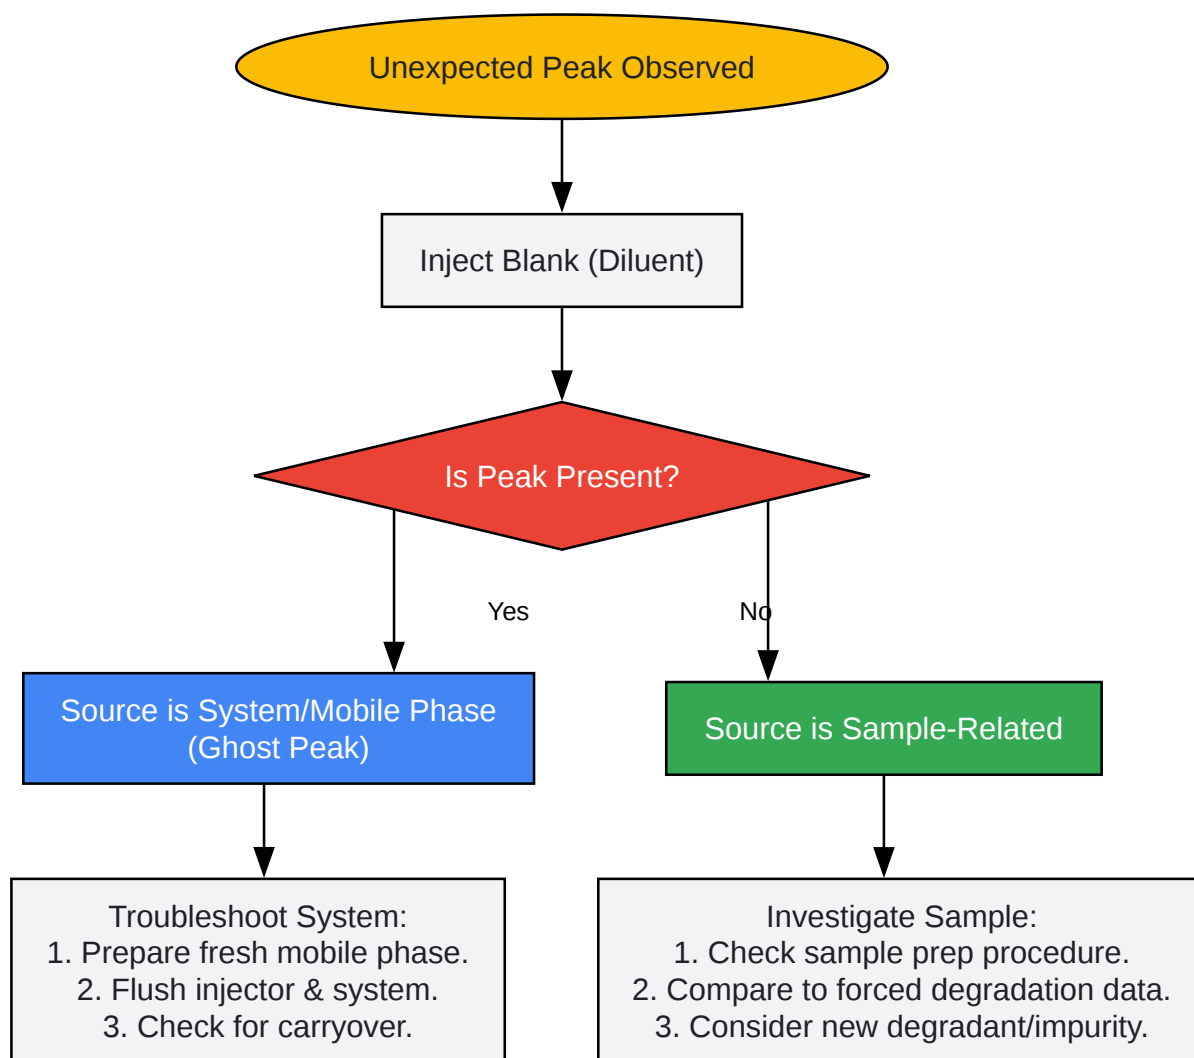 Unexpected Peak Observed
Inject Blank (Diluent)
Is Peak Present?
Yes
No
Source is System/Mobile Phase
(Ghost Peak)
Source is Sample-Related
Troubleshoot System:
1. Prepare fresh mobile phase.
2. Flush injector & system.
3. Check for carryover.
Investigate Sample:
1. Check sample prep procedure.
2. Compare to forced degradation data.
3. Consider new degradant/impurity.